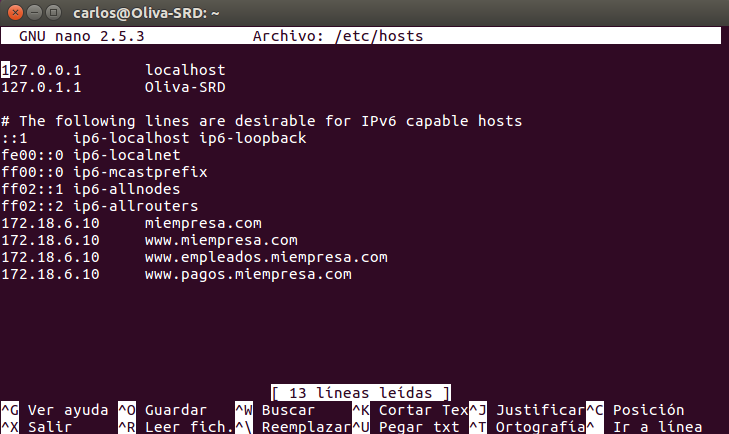 carlos@Oliva-SRD: ~
GNU nano 2.5.3 Archivo: /etc/hosts
127.0.0.1 localhost
127.0.1.1 Oliva-SRD
# The following lines are desirable for IPv6 capable hosts
::1 ip6-localhost ip6-loopback
fe00::0 ip6-localnet
ff00::0 ip6-mcastprefix
ff02::1 ip6-allnodes
ff02::2 ip6-allrouters
172.18.6.10 miempresa.com
172.18.6.10 www.miempresa.com
172.18.6.10 www.empleados.miempresa.com
172.18.6.10 www.pagos.miempresa.com
[ 13 líneas leídas ]
^G Ver ayuda ^O Guardar ^W Buscar ^K Cortar Tex^J Justificar^C Posición
^X Salir ^R Leer fich.^\ Reemplazar^U Pegar txt ^T Ortografía^_ Ir a línea